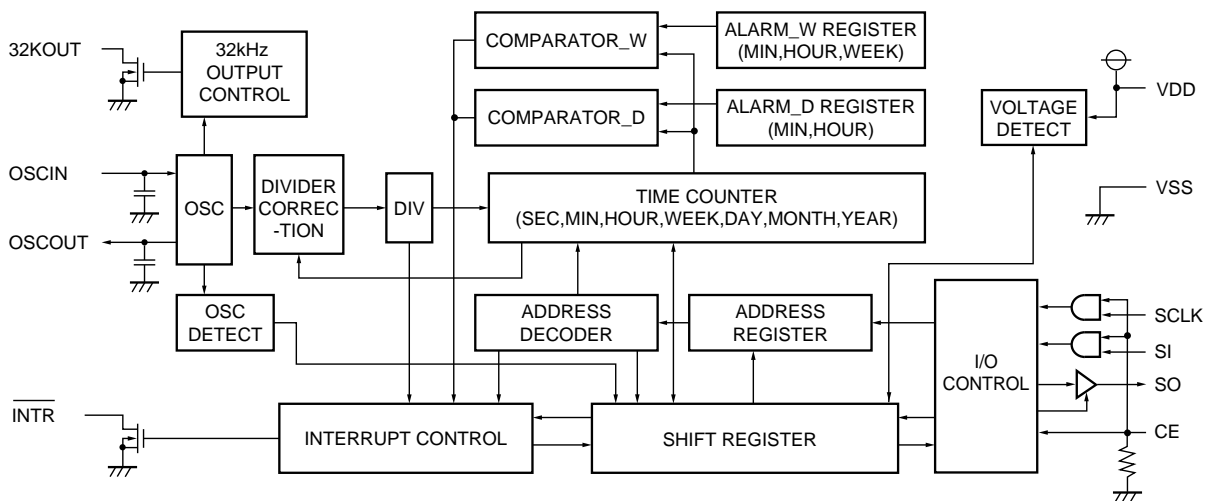 32KOUT
32kHz
OUTPUT
CONTROL
COMPARATOR_W
ALARM_W REGISTER
(MIN,HOUR,WEEK)
COMPARATOR_D
ALARM_D REGISTER
(MIN,HOUR)
VOLTAGE
DETECT
VDD
VSS
OSCIN
OSCOUT
OSC
DIVIDER
CORREC
-TION
DIV
TIME COUNTER
(SEC,MIN,HOUR,WEEK,DAY,MONTH,YEAR)
OSC
DETECT
ADDRESS
DECODER
ADDRESS
REGISTER
I/O
CONTROL
SCLK
SI
SO
CE
INTR
INTERRUPT CONTROL
SHIFT REGISTER